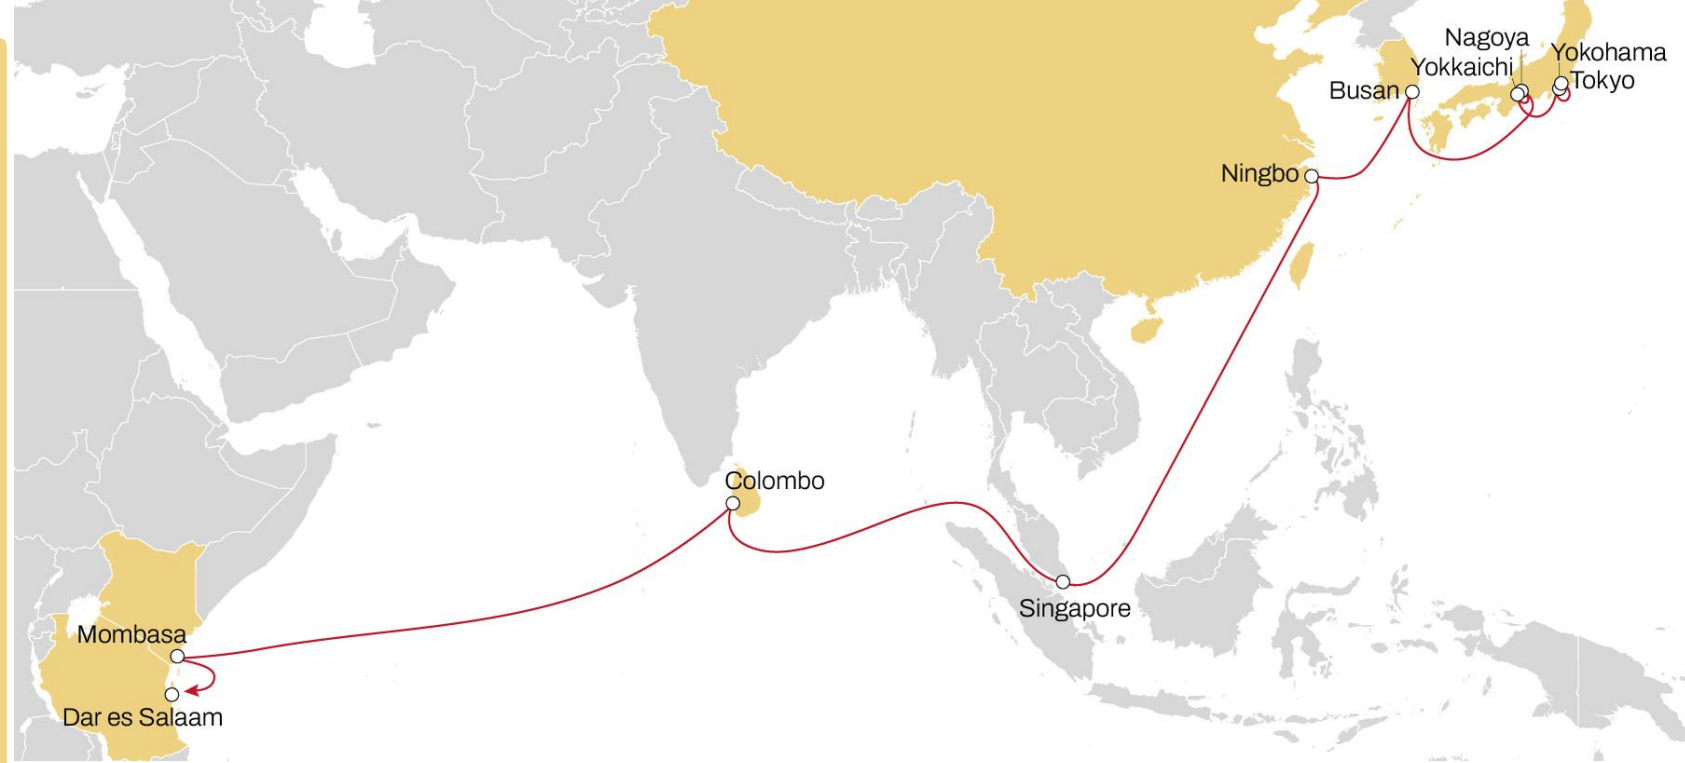 Nagoya
Yokohama
Yokkaichi
Tokyo
Busan
Ningbo
Colombo
Singapore
Mombasa
Dar es Salaam